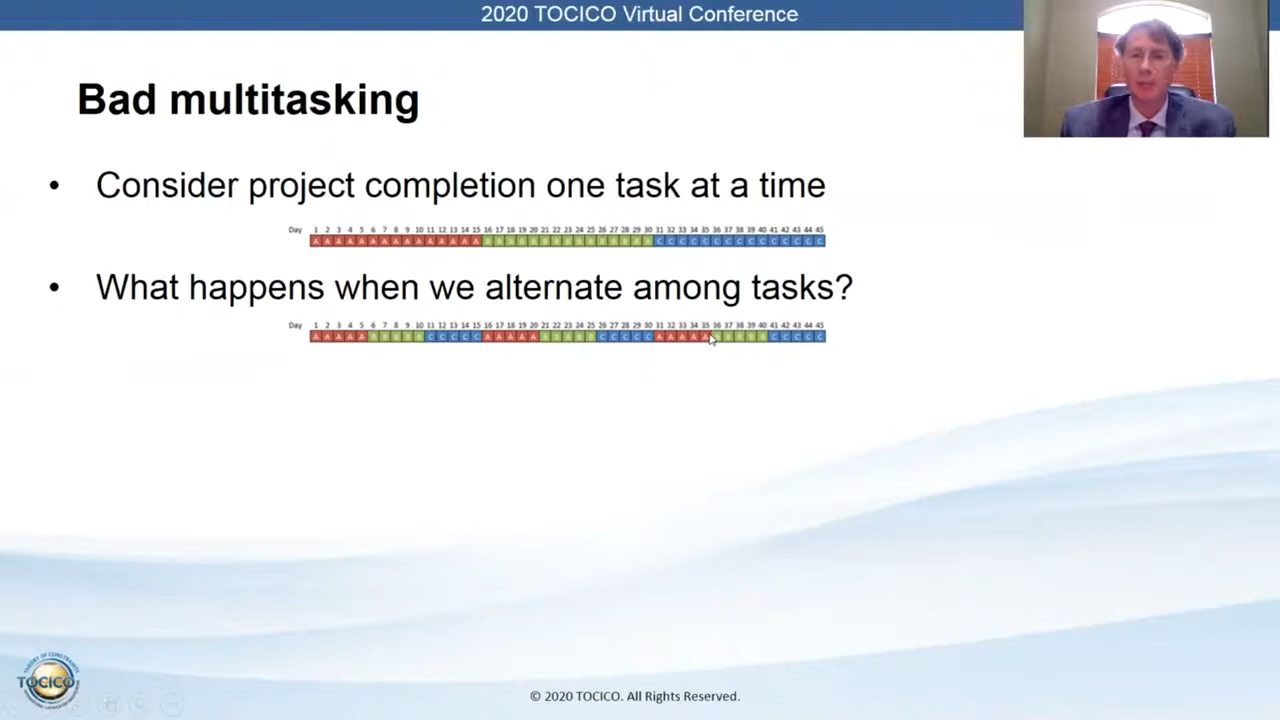 2020 TOCICO Virtual Conference
Bad multitasking
• Consider project completion one task at a time
Day 1 2 3 4 5 6 7 8 9 10 11 12 13 14 15 16 17 18 19 20 21 22 23 24 25 26 27 28 29 30 31 32 33 34 35 36 37 38 39 40 41 42 43 44 45
A A A A A A A A A A A A A A A B B B B B B B B B B B B B B B C C C C C C C C C C C C C C C
• What happens when we alternate among tasks?
Day 1 2 3 4 5 6 7 8 9 10 11 12 13 14 15 16 17 18 19 20 21 22 23 24 25 26 27 28 29 30 31 32 33 34 35 36 37 38 39 40 41 42 43 44 45
A A A A A B B B B B C C C C C A A A A A B B B B B C C C C C A A A A A B B B B C C C C C
THEORY OF CONSTRAINTS
TOCICO
© 2020 TOCICO. All Rights Reserved.